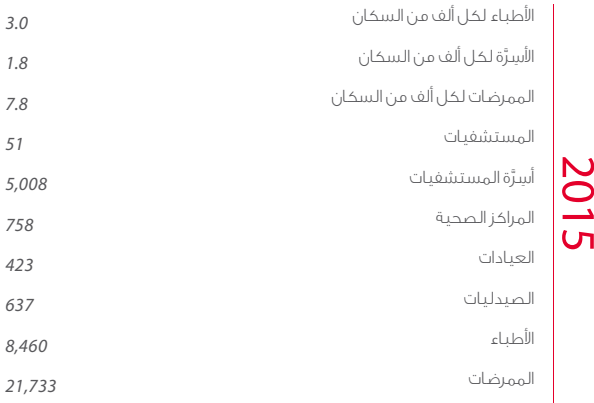 2015
الأطباء لكل ألف من السكان 3.0
الأسِرَّة لكل ألف من السكان 1.8
الممرضات لكل ألف من السكان 7.8
المستشفيات 51
أسِرَّة المستشفيات 5,008
المراكز الصحية 758
العيادات 423
الصيدليات 637
الأطباء 8,460
الممرضات 21,733